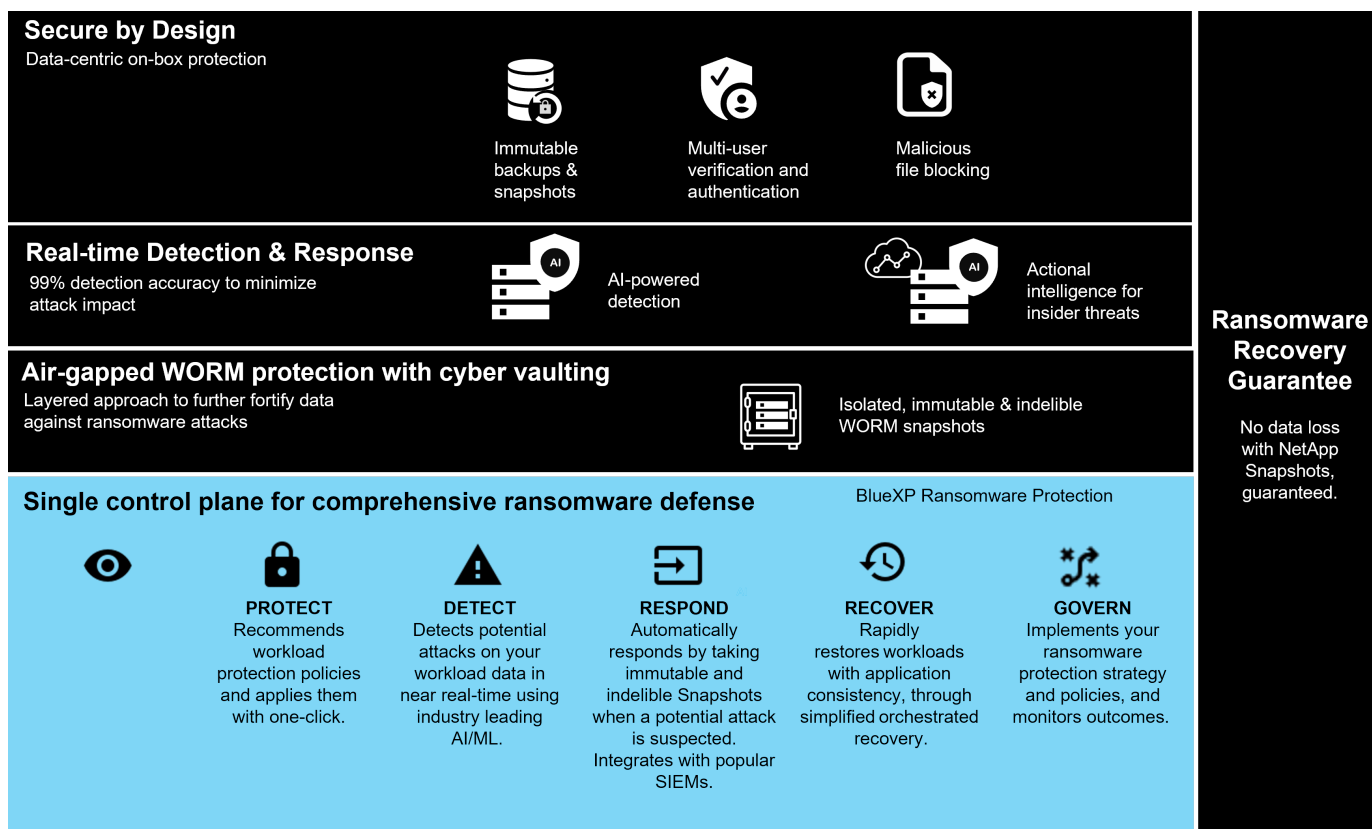 Secure by Design
Data-centric on-box protection
Immutable
backups &
snapshots
Multi-user
verification and
authentication
Malicious
file blocking
Real-time Detection & Response
99% detection accuracy to minimize
attack impact
AI
AI-powered
detection
AI
Actional
intelligence for
insider threats
Air-gapped WORM protection with cyber vaulting
Layered approach to further fortify data
against ransomware attacks
Isolated, immutable & indelible
WORM snapshots
Single control plane for comprehensive ransomware defense
BlueXP Ransomware Protection
PROTECT
Recommends
workload
protection policies
and applies them
with one-click.
DETECT
Detects potential
attacks on your
workload data in
near real-time using
industry leading
AI/ML.
RESPOND
Automatically
responds by taking
immutable and
indelible Snapshots
when a potential attack
is suspected.
Integrates with popular
SIEMs.
RECOVER
Rapidly
restores workloads
with application
consistency, through
simplified orchestrated
recovery.
GOVERN
Implements your
ransomware
protection strategy
and policies, and
monitors outcomes.
Ransomware
Recovery
Guarantee
No data loss
with NetApp
Snapshots,
guaranteed.